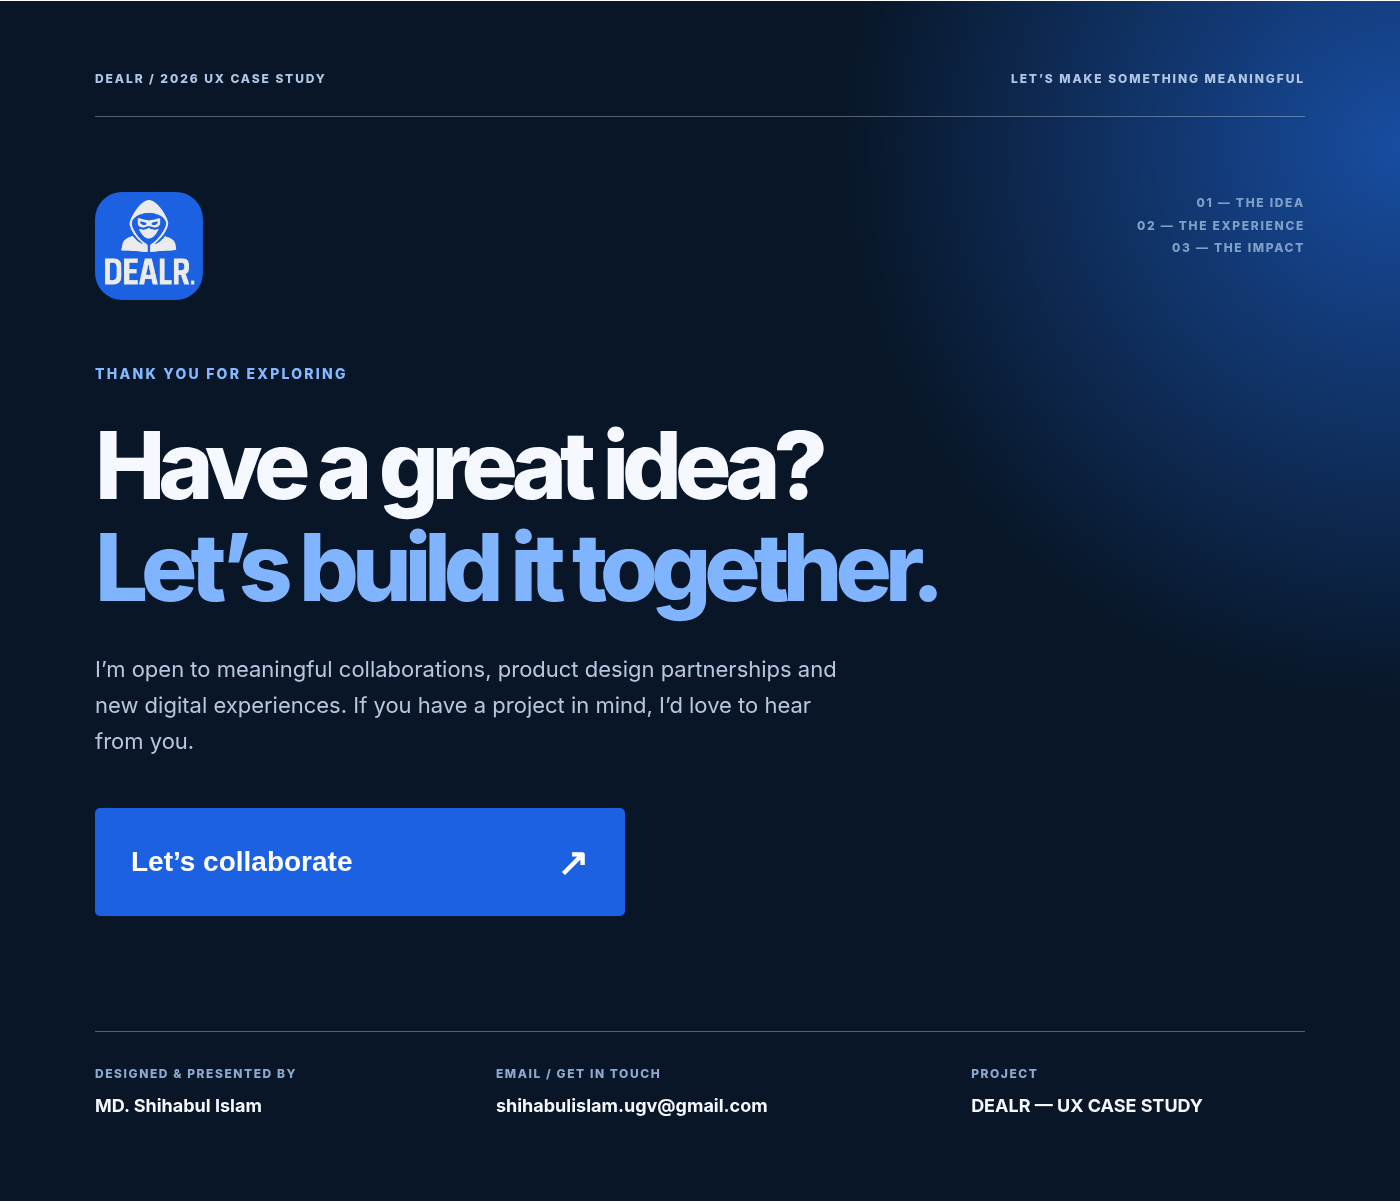 DEALR / 2026 UX CASE STUDY
LET’S MAKE SOMETHING MEANINGFUL
DEALR.
01 — THE IDEA
02 — THE EXPERIENCE
03 — THE IMPACT
THANK YOU FOR EXPLORING
Have a great idea?
Let’s build it together.
I’m open to meaningful collaborations, product design partnerships and
new digital experiences. If you have a project in mind, I’d love to hear
from you.
Let’s collaborate ↗
DESIGNED & PRESENTED BY
MD. Shihabul Islam
EMAIL / GET IN TOUCH
shihabulislam.ugv@gmail.com
PROJECT
DEALR — UX CASE STUDY